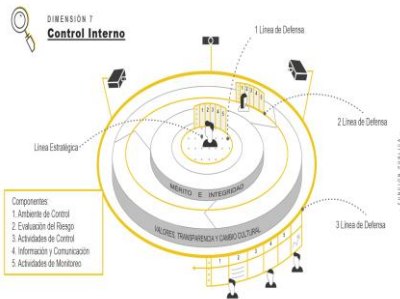 DIMENSIÓN 7
Control Interno
1 Línea de Defensa
2 Línea de Defensa
Línea Estratégica
MÉRITO E INTEGRIDAD
VALORES, TRANSPARENCIA Y CAMBIO CULTURAL
3 Línea de Defensa
Componentes:
1. Ambiente de Control
2. Evaluación del Riesgo
3. Actividades de Control
4. Información y Comunicación
5. Actividades de Monitoreo
FUNCIÓN PÚBLICA